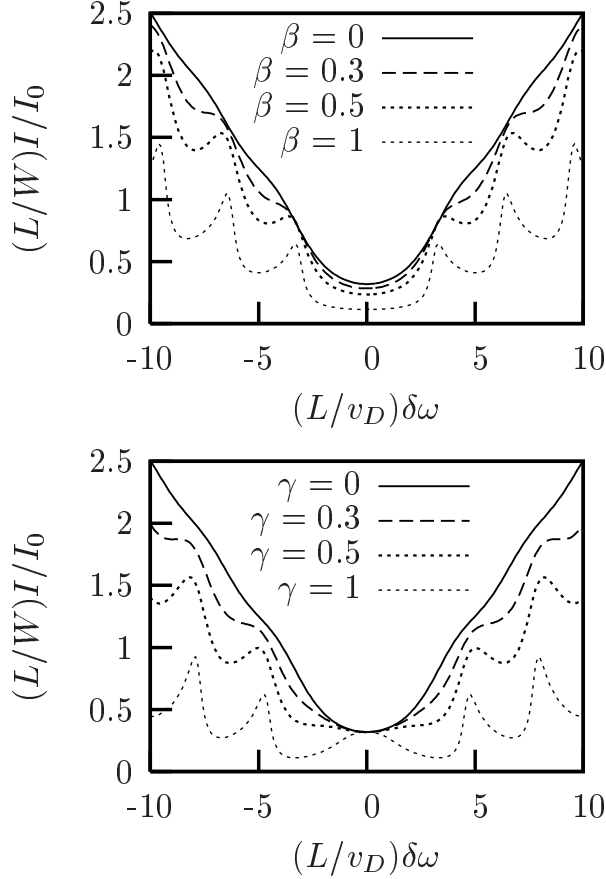 2.5
2
1.5
1
0.5
0
(L/W)I/I₀
β = 0
β = 0.3
β = 0.5
β = 1
-10 -5 0 5 10
(L/v_D)δω
2.5
2
1.5
1
0.5
0
(L/W)I/I₀
γ = 0
γ = 0.3
γ = 0.5
γ = 1
-10 -5 0 5 10
(L/v_D)δω